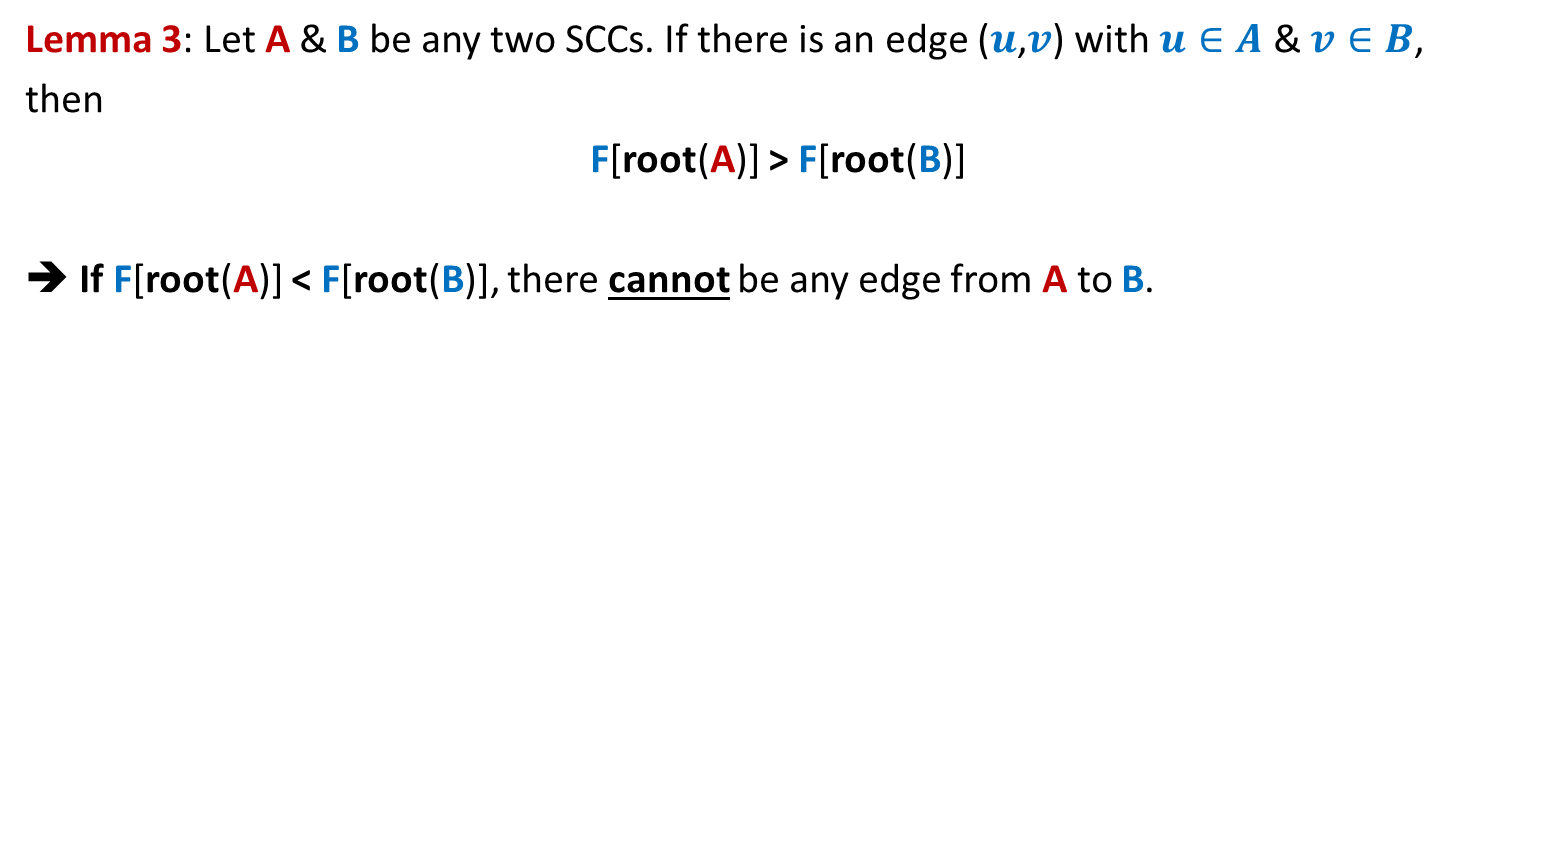 Lemma 3: Let A & B be any two SCCs. If there is an edge (u,v) with u ∈ A & v ∈ B,
then
F[root(A)] > F[root(B)]
➔ If F[root(A)] < F[root(B)], there cannot be any edge from A to B.